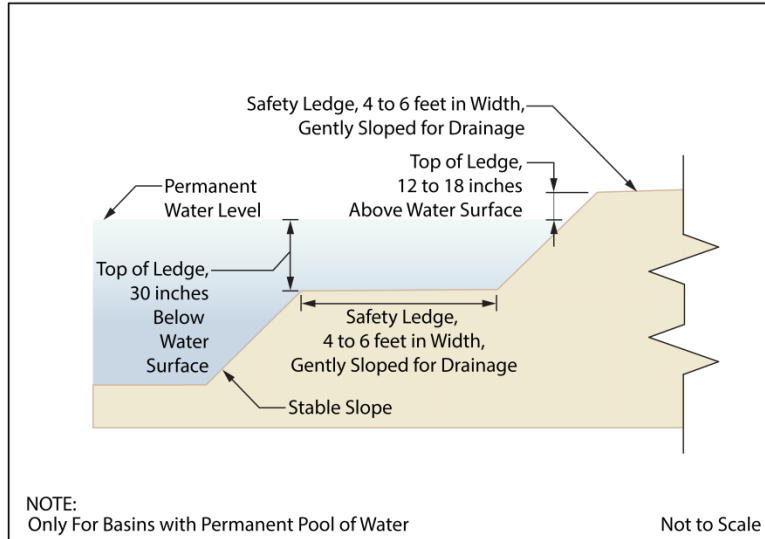 Safety Ledge, 4 to 6 feet in Width,
Gently Sloped for Drainage
Top of Ledge,
12 to 18 inches
Above Water Surface
Permanent
Water Level
Top of Ledge,
30 inches
Below
Water
Surface
Safety Ledge,
4 to 6 feet in Width,
Gently Sloped for Drainage
Stable Slope
NOTE:
Only For Basins with Permanent Pool of Water
Not to Scale